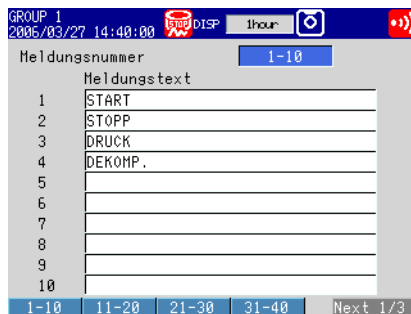 GROUP 1
2006/03/27 14:40:00 STOP DISP 1hour
Meldungsnummer 1-10
Meldungstext
1 START
2 STOPP
3 DRUCK
4 DEKOMP.
5
6
7
8
9
10
1-10 11-20 21-30 31-40 Next 1/3